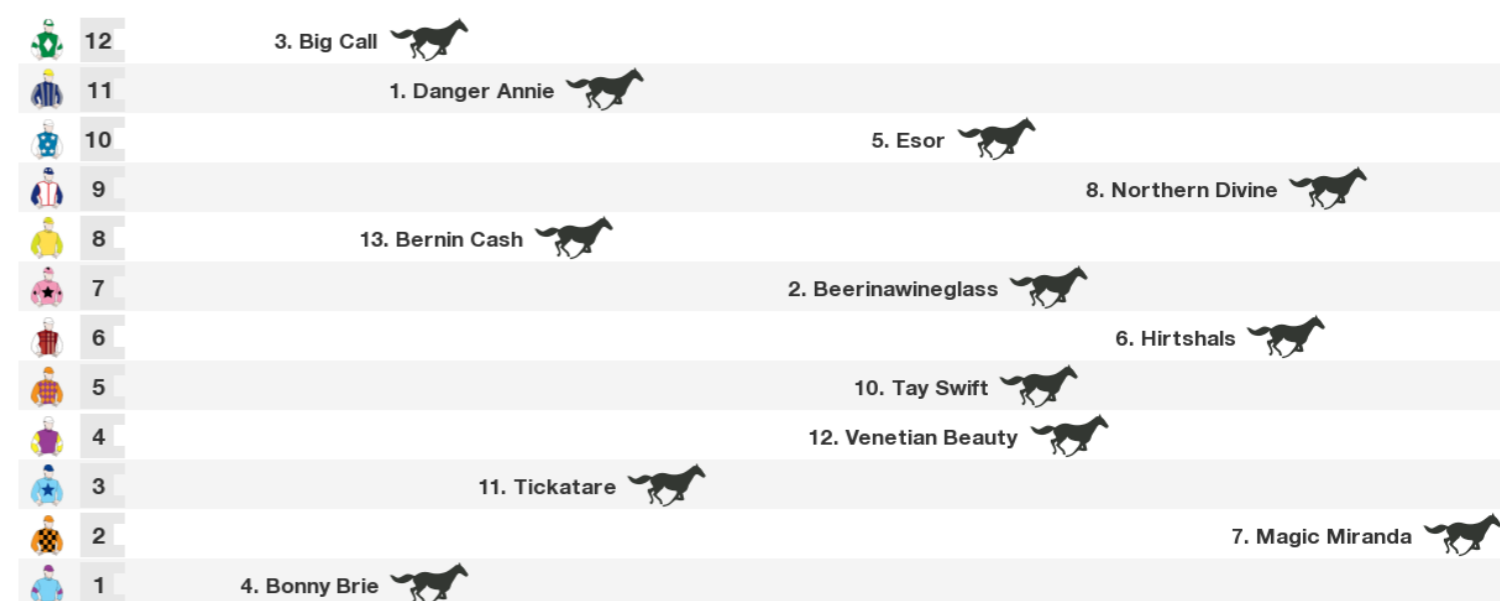 12 3. Big Call
11 1. Danger Annie
10 5. Esor
9 8. Northern Divine
8 13. Bernin Cash
7 2. Beerinawineglass
6 6. Hirtshals
5 10. Tay Swift
4 12. Venetian Beauty
3 11. Tickatare
2 7. Magic Miranda
1 4. Bonny Brie